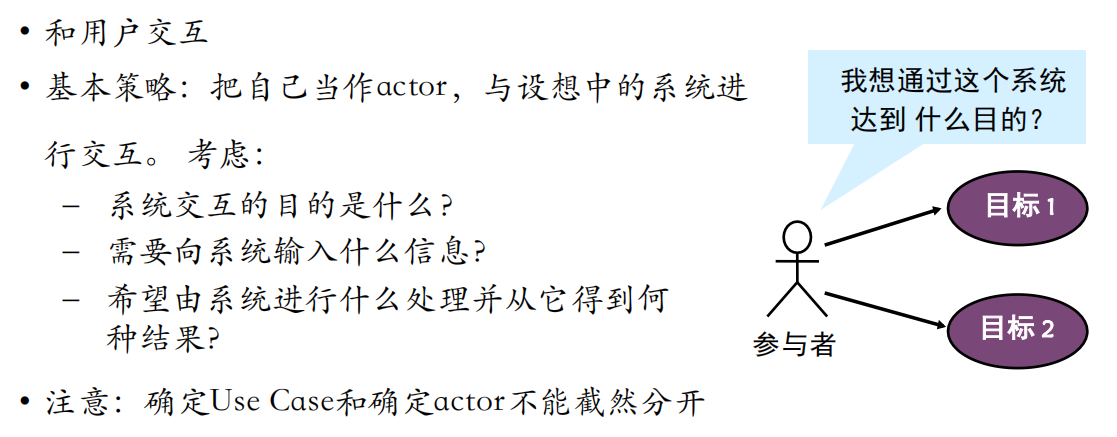 • 和用户交互
• 基本策略：把自己当作actor，与设想中的系统进
行交互。 考虑：
– 系统交互的目的是什么？
– 需要向系统输入什么信息？
– 希望由系统进行什么处理并从它得到何
种结果？
• 注意：确定Use Case和确定actor不能截然分开
我想通过这个系统
达到 什么目的？
目标 1
目标 2
参与者